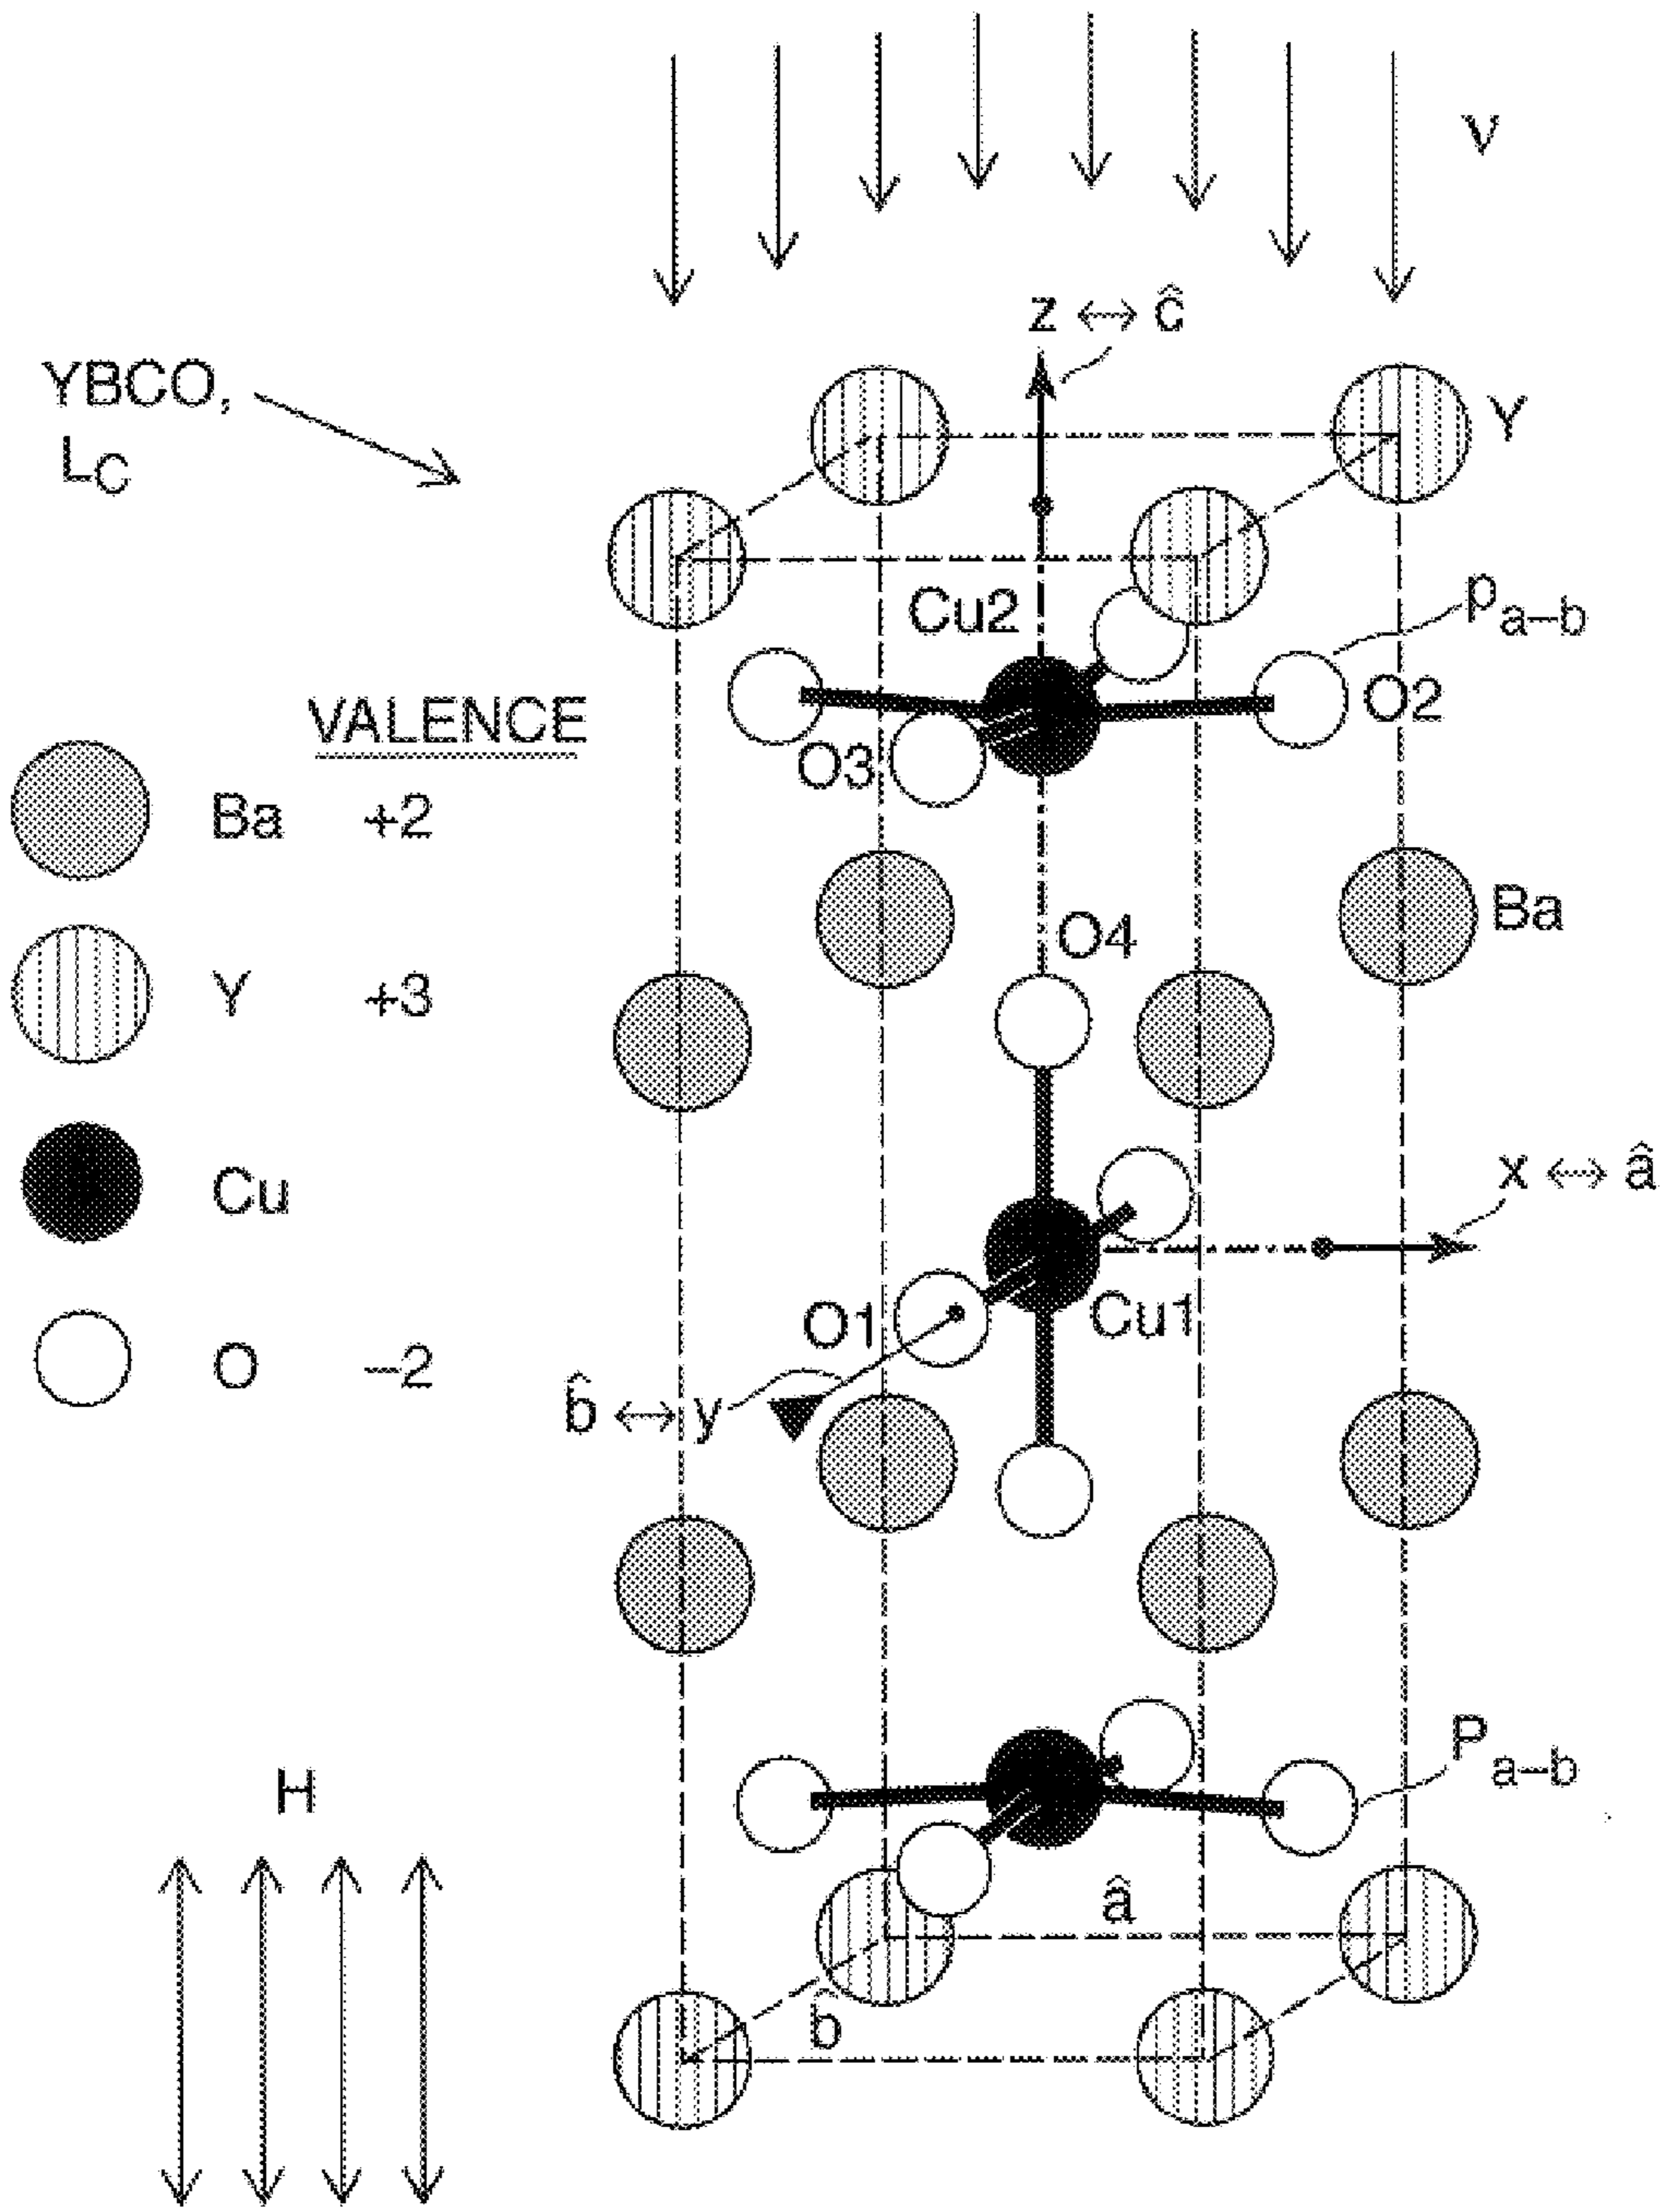 ν
z ↔ ĉ
YBCO,
L_C
Y
Cu2
p_a–b
O2
O3
VALENCE
Ba +2
Y +3
Cu
O –2
Ba
O4
x ↔ â
O1
Cu1
b̂ ↔ y
P_a–b
H
â
b̂